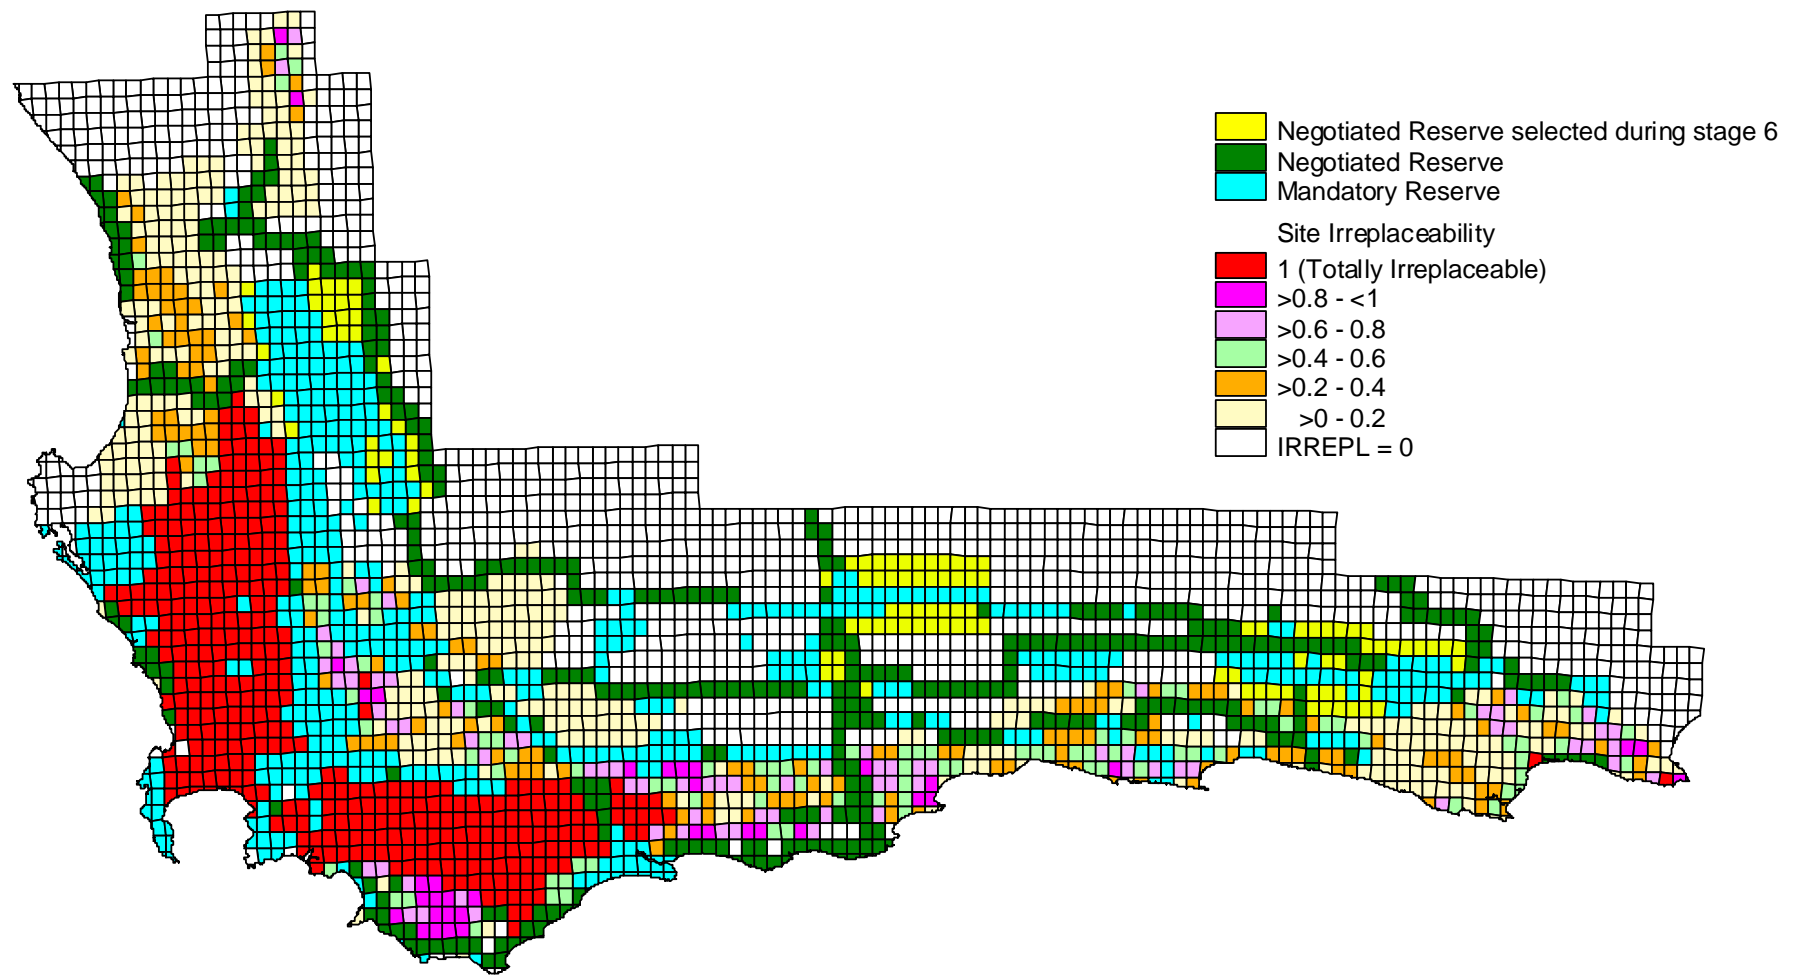 Negotiated Reserve selected during stage 6
Negotiated Reserve
Mandatory Reserve
Site Irreplaceability
1 (Totally Irreplaceable)
>0.8 - <1
>0.6 - 0.8
>0.4 - 0.6
>0.2 - 0.4
>0 - 0.2
IRREPL = 0